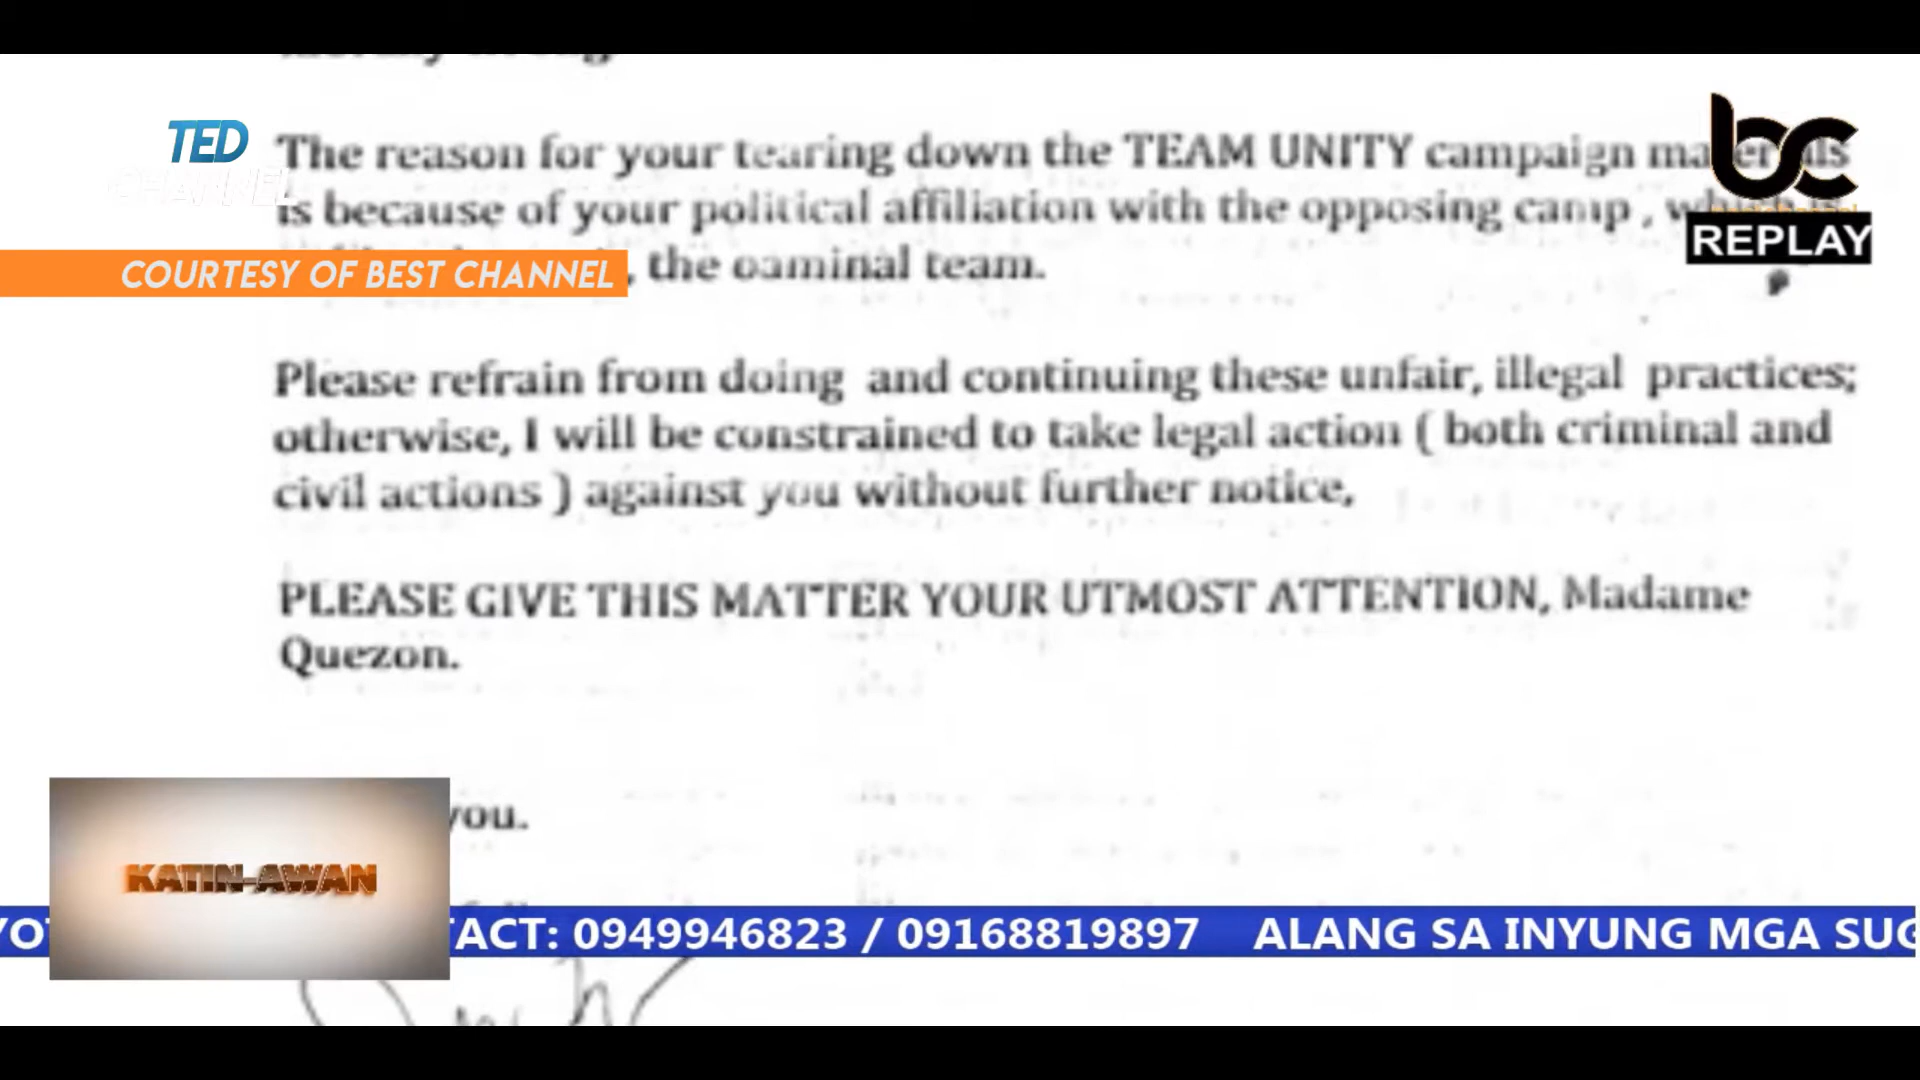 The reason for your tearing down the TEAM UNITY campaign materials
is because of your political affiliation with the opposing camp , which is
, the oaminal team.
Please refrain from doing and continuing these unfair, illegal practices;
otherwise, I will be constrained to take legal action ( both criminal and
civil actions ) against you without further notice,
PLEASE GIVE THIS MATTER YOUR UTMOST ATTENTION, Madame
Quezon.
you.
TED
CHANNEL
COURTESY OF BEST CHANNEL
bc
REPLAY
KATIN-AWAN
TACT: 0949946823 / 09168819897 ALANG SA INYUNG MGA SUG